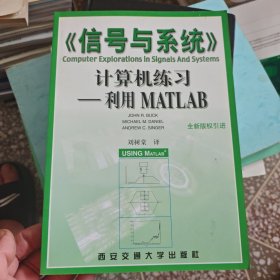 《信号与系统》
Computer Explorations in Signals And Systems
计算机练习
—利用 MATLAB
JOHN R. BUCK
MICHAEL M. DANIEL
ANDREW C. SINGER
全新版权引进
刘树棠 译
USING MATLAB®
西安交通大学出版社